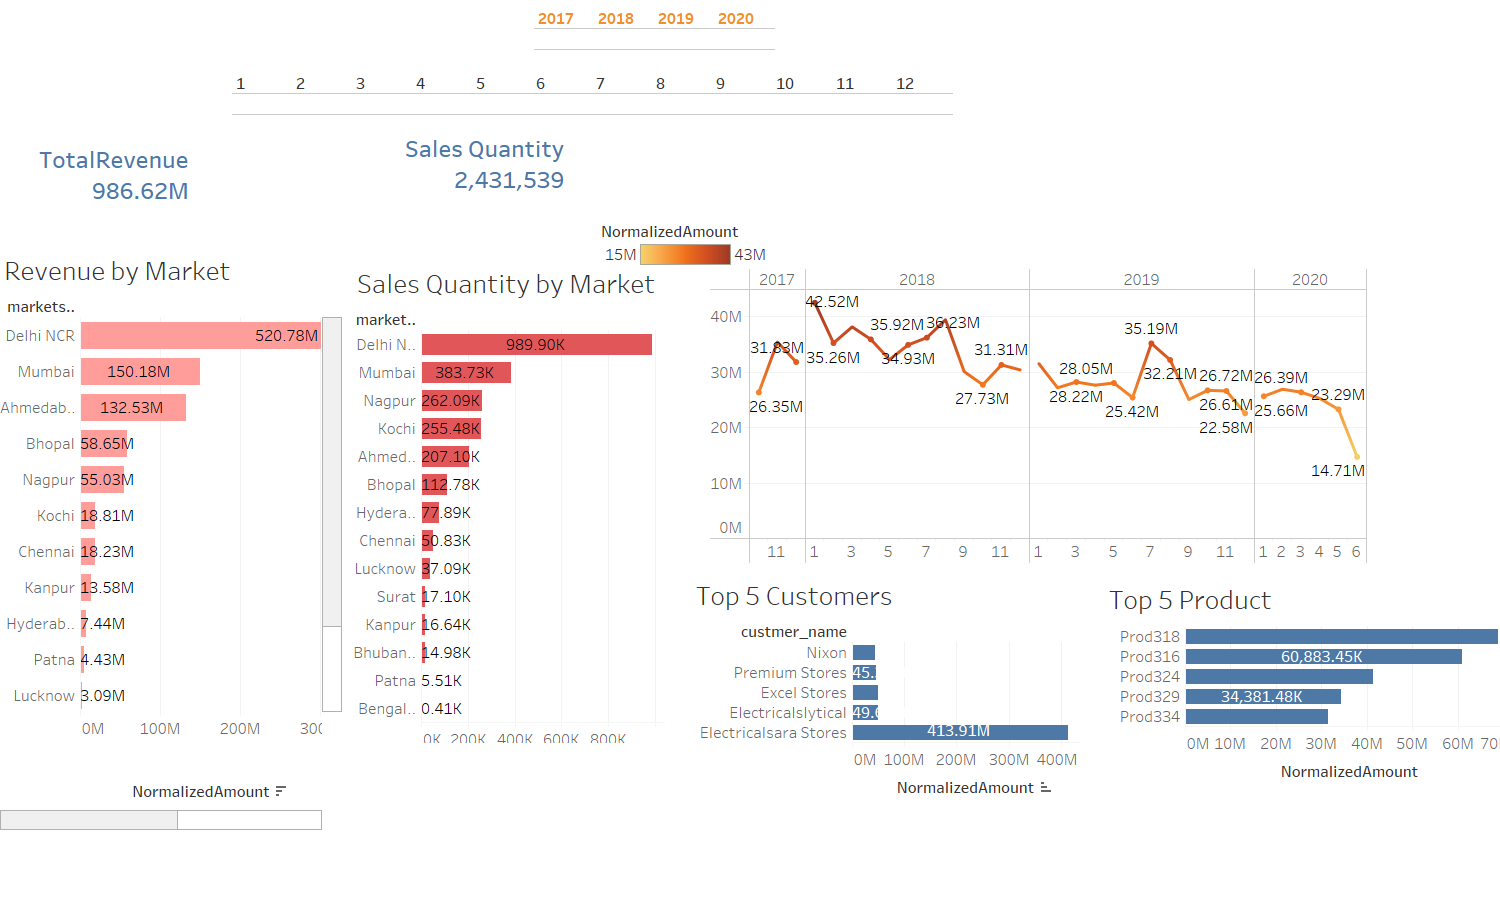 2017 2018 2019 2020
1 2 3 4 5 6 7 8 9 10 11 12
TotalRevenue
986.62M
Sales Quantity
2,431,539
NormalizedAmount
15M 43M
Revenue by Market
markets..
Delhi NCR 520.78M
Mumbai 150.18M
Ahmedab.. 132.53M
Bhopal 58.65M
Nagpur 55.03M
Kochi 18.81M
Chennai 18.23M
Kanpur 13.58M
Hyderab.. 7.44M
Patna 4.43M
Lucknow 3.09M
0M 100M 200M
NormalizedAmount
Sales Quantity by Market
market..
Delhi N.. 989.90K
Mumbai 383.73K
Nagpur 262.09K
Kochi 255.48K
Ahmed.. 207.10K
Bhopal 112.78K
Hydera.. 77.89K
Chennai 50.83K
Lucknow 37.09K
Surat 17.10K
Kanpur 16.64K
Bhuban.. 14.98K
Patna 5.51K
Bengal.. 0.41K
0K 200K 400K 600K 800K
2017 2018 2019 2020
40M
30M
20M
10M
0M
26.35M
31.83M
42.52M
35.26M
35.92M
34.93M
36.23M
27.73M
31.31M
28.05M
28.22M
25.42M
35.19M
32.21M
26.72M
26.61M
22.58M
26.39M
25.66M
23.29M
14.71M
11 1 3 5 7 9 11 1 3 5 7 9 11 1 2 3 4 5 6
Top 5 Customers
custmer_name
Nixon
Premium Stores
Excel Stores
Electricalslytical
Electricalsara Stores 413.91M
0M 100M 200M 300M 400M
NormalizedAmount
Top 5 Product
Prod318
Prod316 60,883.45K
Prod324
Prod329 34,381.48K
Prod334
0M 10M 20M 30M 40M 50M 60M
NormalizedAmount